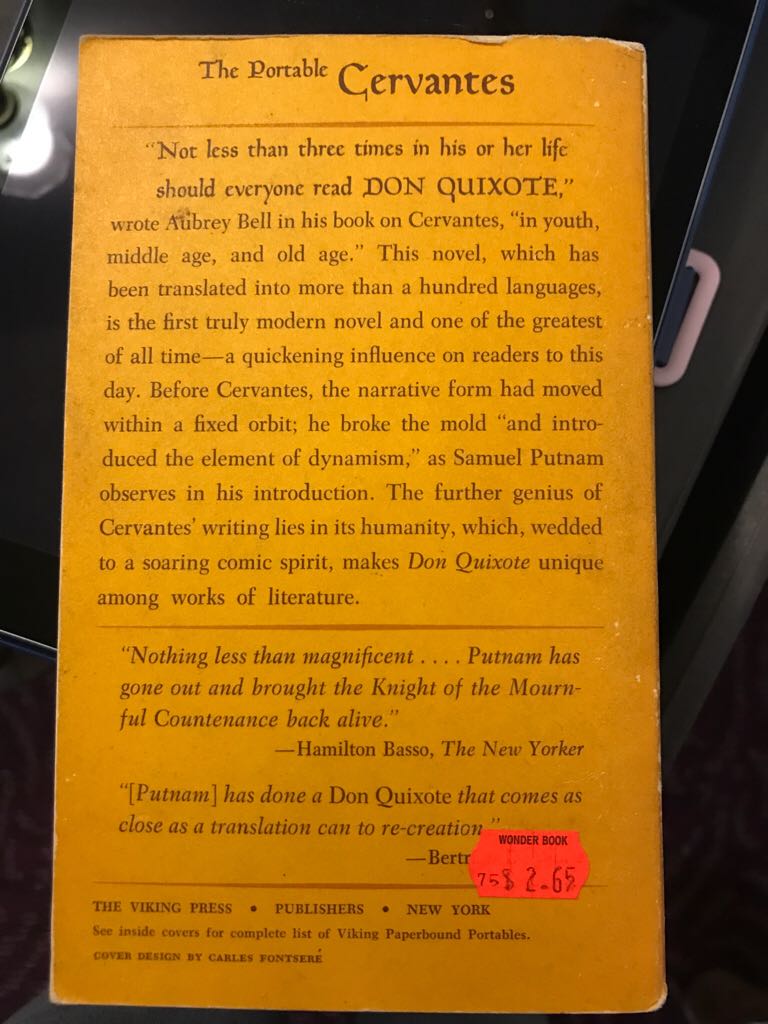 The Portable Cervantes
"Not less than three times in his or her life
should everyone read DON QUIXOTE,"
wrote Aubrey Bell in his book on Cervantes, "in youth,
middle age, and old age." This novel, which has
been translated into more than a hundred languages,
is the first truly modern novel and one of the greatest
of all time—a quickening influence on readers to this
day. Before Cervantes, the narrative form had moved
within a fixed orbit; he broke the mold "and intro-
duced the element of dynamism," as Samuel Putnam
observes in his introduction. The further genius of
Cervantes' writing lies in its humanity, which, wedded
to a soaring comic spirit, makes Don Quixote unique
among works of literature.
"Nothing less than magnificent . . . . Putnam has
gone out and brought the Knight of the Mourn-
ful Countenance back alive."
—Hamilton Basso, The New Yorker
"[Putnam] has done a Don Quixote that comes as
close as a translation can to re-creation."
—Bertr
WONDER BOOK
75$ 2.65
THE VIKING PRESS • PUBLISHERS • NEW YORK
See inside covers for complete list of Viking Paperbound Portables.
COVER DESIGN BY CARLES FONTSERÉ